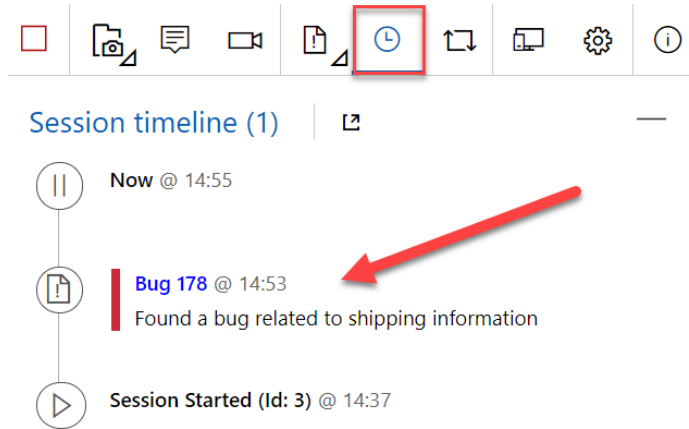 Session timeline (1)
Now @ 14:55
Bug 178 @ 14:53
Found a bug related to shipping information
Session Started (Id: 3) @ 14:37